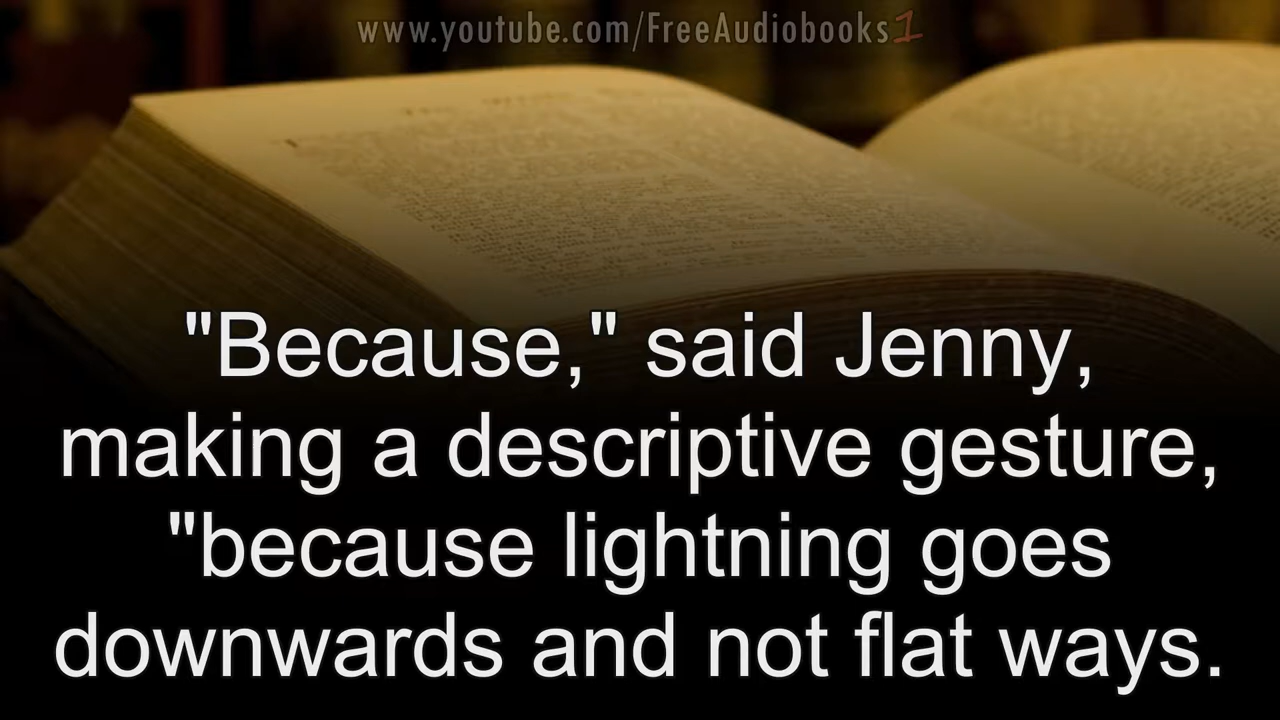 www.youtube.com/FreeAudiobooks1
"Because," said Jenny,
making a descriptive gesture,
"because lightning goes
downwards and not flat ways.